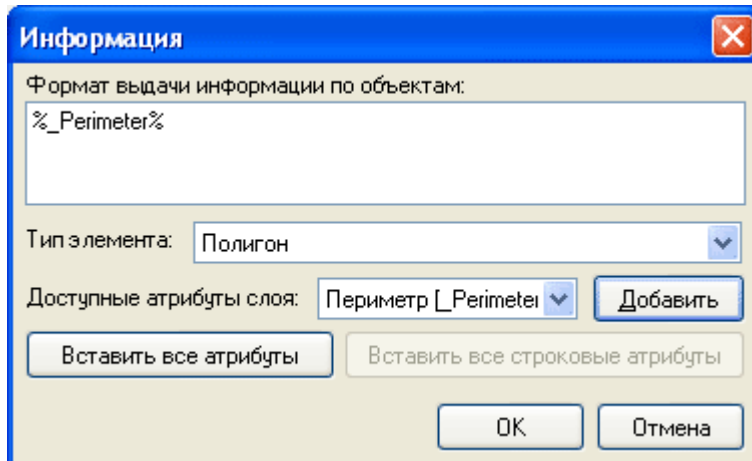 Информация
Формат выдачи информации по объектам:
%_Perimeter%
Тип элемента: Полигон
Доступные атрибуты слоя: Периметр [_Perimeter Добавить
Вставить все атрибуты Вставить все строковые атрибуты
OK Отмена